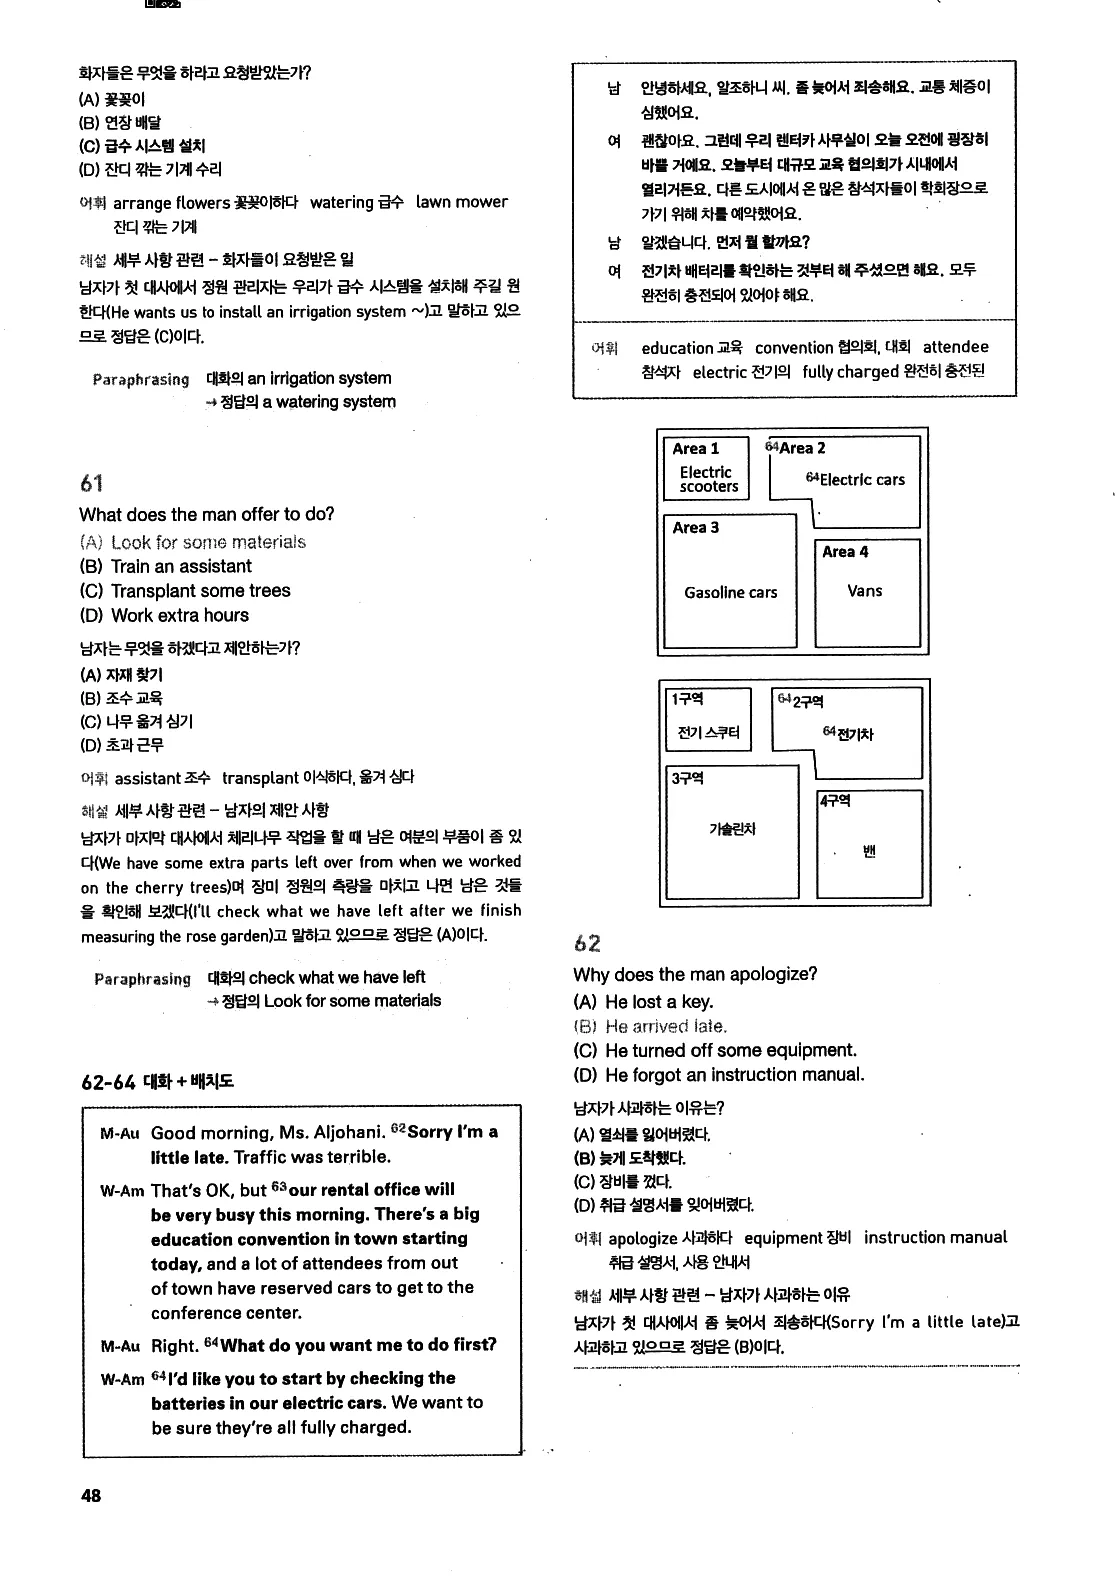 화자들은 무엇을 하라고 요청받았는가?
(A) 꽃꽂이
(B) 연장 배달
(C) 급수 시스템 설치
(D) 잔디 깎는 기계 수리
어휘 arrange flowers 꽃꽂이하다 watering 급수 lawn mower
잔디 깎는 기계
해설 세부 사항 관련 – 화자들이 요청받은 일
남자가 첫 대사에서 정원 관리자는 우리가 급수 시스템을 설치해 주길 원
한다(He wants us to install an irrigation system ~)고 말하고 있으
므로 정답은 (C)이다.
Paraphrasing 대화의 an irrigation system
→ 정답의 a watering system
61
What does the man offer to do?
(A) Look for some materials
(B) Train an assistant
(C) Transplant some trees
(D) Work extra hours
남자는 무엇을 하겠다고 제안하는가?
(A) 자재 찾기
(B) 조수 교육
(C) 나무 옮겨 심기
(D) 초과 근무
어휘 assistant 조수 transplant 이식하다, 옮겨 심다
해설 세부 사항 관련 – 남자의 제안 사항
남자가 마지막 대사에서 체리나무 작업을 할 때 남은 여분의 부품이 좀 있
다(We have some extra parts left over from when we worked
on the cherry trees)며 장미 정원의 측량을 마치고 나면 남은 것들
을 확인해 보겠다(I'll check what we have left after we finish
measuring the rose garden)고 말하고 있으므로 정답은 (A)이다.
Paraphrasing 대화의 check what we have left
→ 정답의 Look for some materials
62-64 대화 + 배치도
M-Au Good morning, Ms. Aljohani. 62Sorry I'm a
little late. Traffic was terrible.
W-Am That's OK, but 63our rental office will
be very busy this morning. There's a big
education convention in town starting
today, and a lot of attendees from out
of town have reserved cars to get to the
conference center.
M-Au Right. 64What do you want me to do first?
W-Am 64I'd like you to start by checking the
batteries in our electric cars. We want to
be sure they're all fully charged.
48
남 안녕하세요, 알조하니 씨. 좀 늦어서 죄송해요. 교통 체증이
심했어요.
여 괜찮아요. 그런데 우리 렌터카 사무실이 오늘 오전에 굉장히
바쁠 거예요. 오늘부터 대규모 교육 협의회가 시내에서
열리거든요. 다른 도시에서 온 많은 참석자들이 학회장으로
가기 위해 차를 예약했어요.
남 알겠습니다. 먼저 뭘 할까요?
여 전기차 배터리를 확인하는 것부터 해 주셨으면 해요. 모두
완전히 충전되어 있어야 해요.
어휘 education 교육 convention 협의회, 대회 attendee
참석자 electric 전기의 fully charged 완전히 충전된
Area 1
Electric
scooters
64Area 2
64Electric cars
Area 3
Gasoline cars
Area 4
Vans
1구역
전기 스쿠터
64 2구역
64전기차
3구역
가솔린차
4구역
밴
62
Why does the man apologize?
(A) He lost a key.
(B) He arrived late.
(C) He turned off some equipment.
(D) He forgot an instruction manual.
남자가 사과하는 이유는?
(A) 열쇠를 잃어버렸다.
(B) 늦게 도착했다.
(C) 장비를 껐다.
(D) 취급 설명서를 잊어버렸다.
어휘 apologize 사과하다 equipment 장비 instruction manual
취급 설명서, 사용 안내서
해설 세부 사항 관련 – 남자가 사과하는 이유
남자가 첫 대사에서 좀 늦어서 죄송하다(Sorry I'm a little late)고
사과하고 있으므로 정답은 (B)이다.